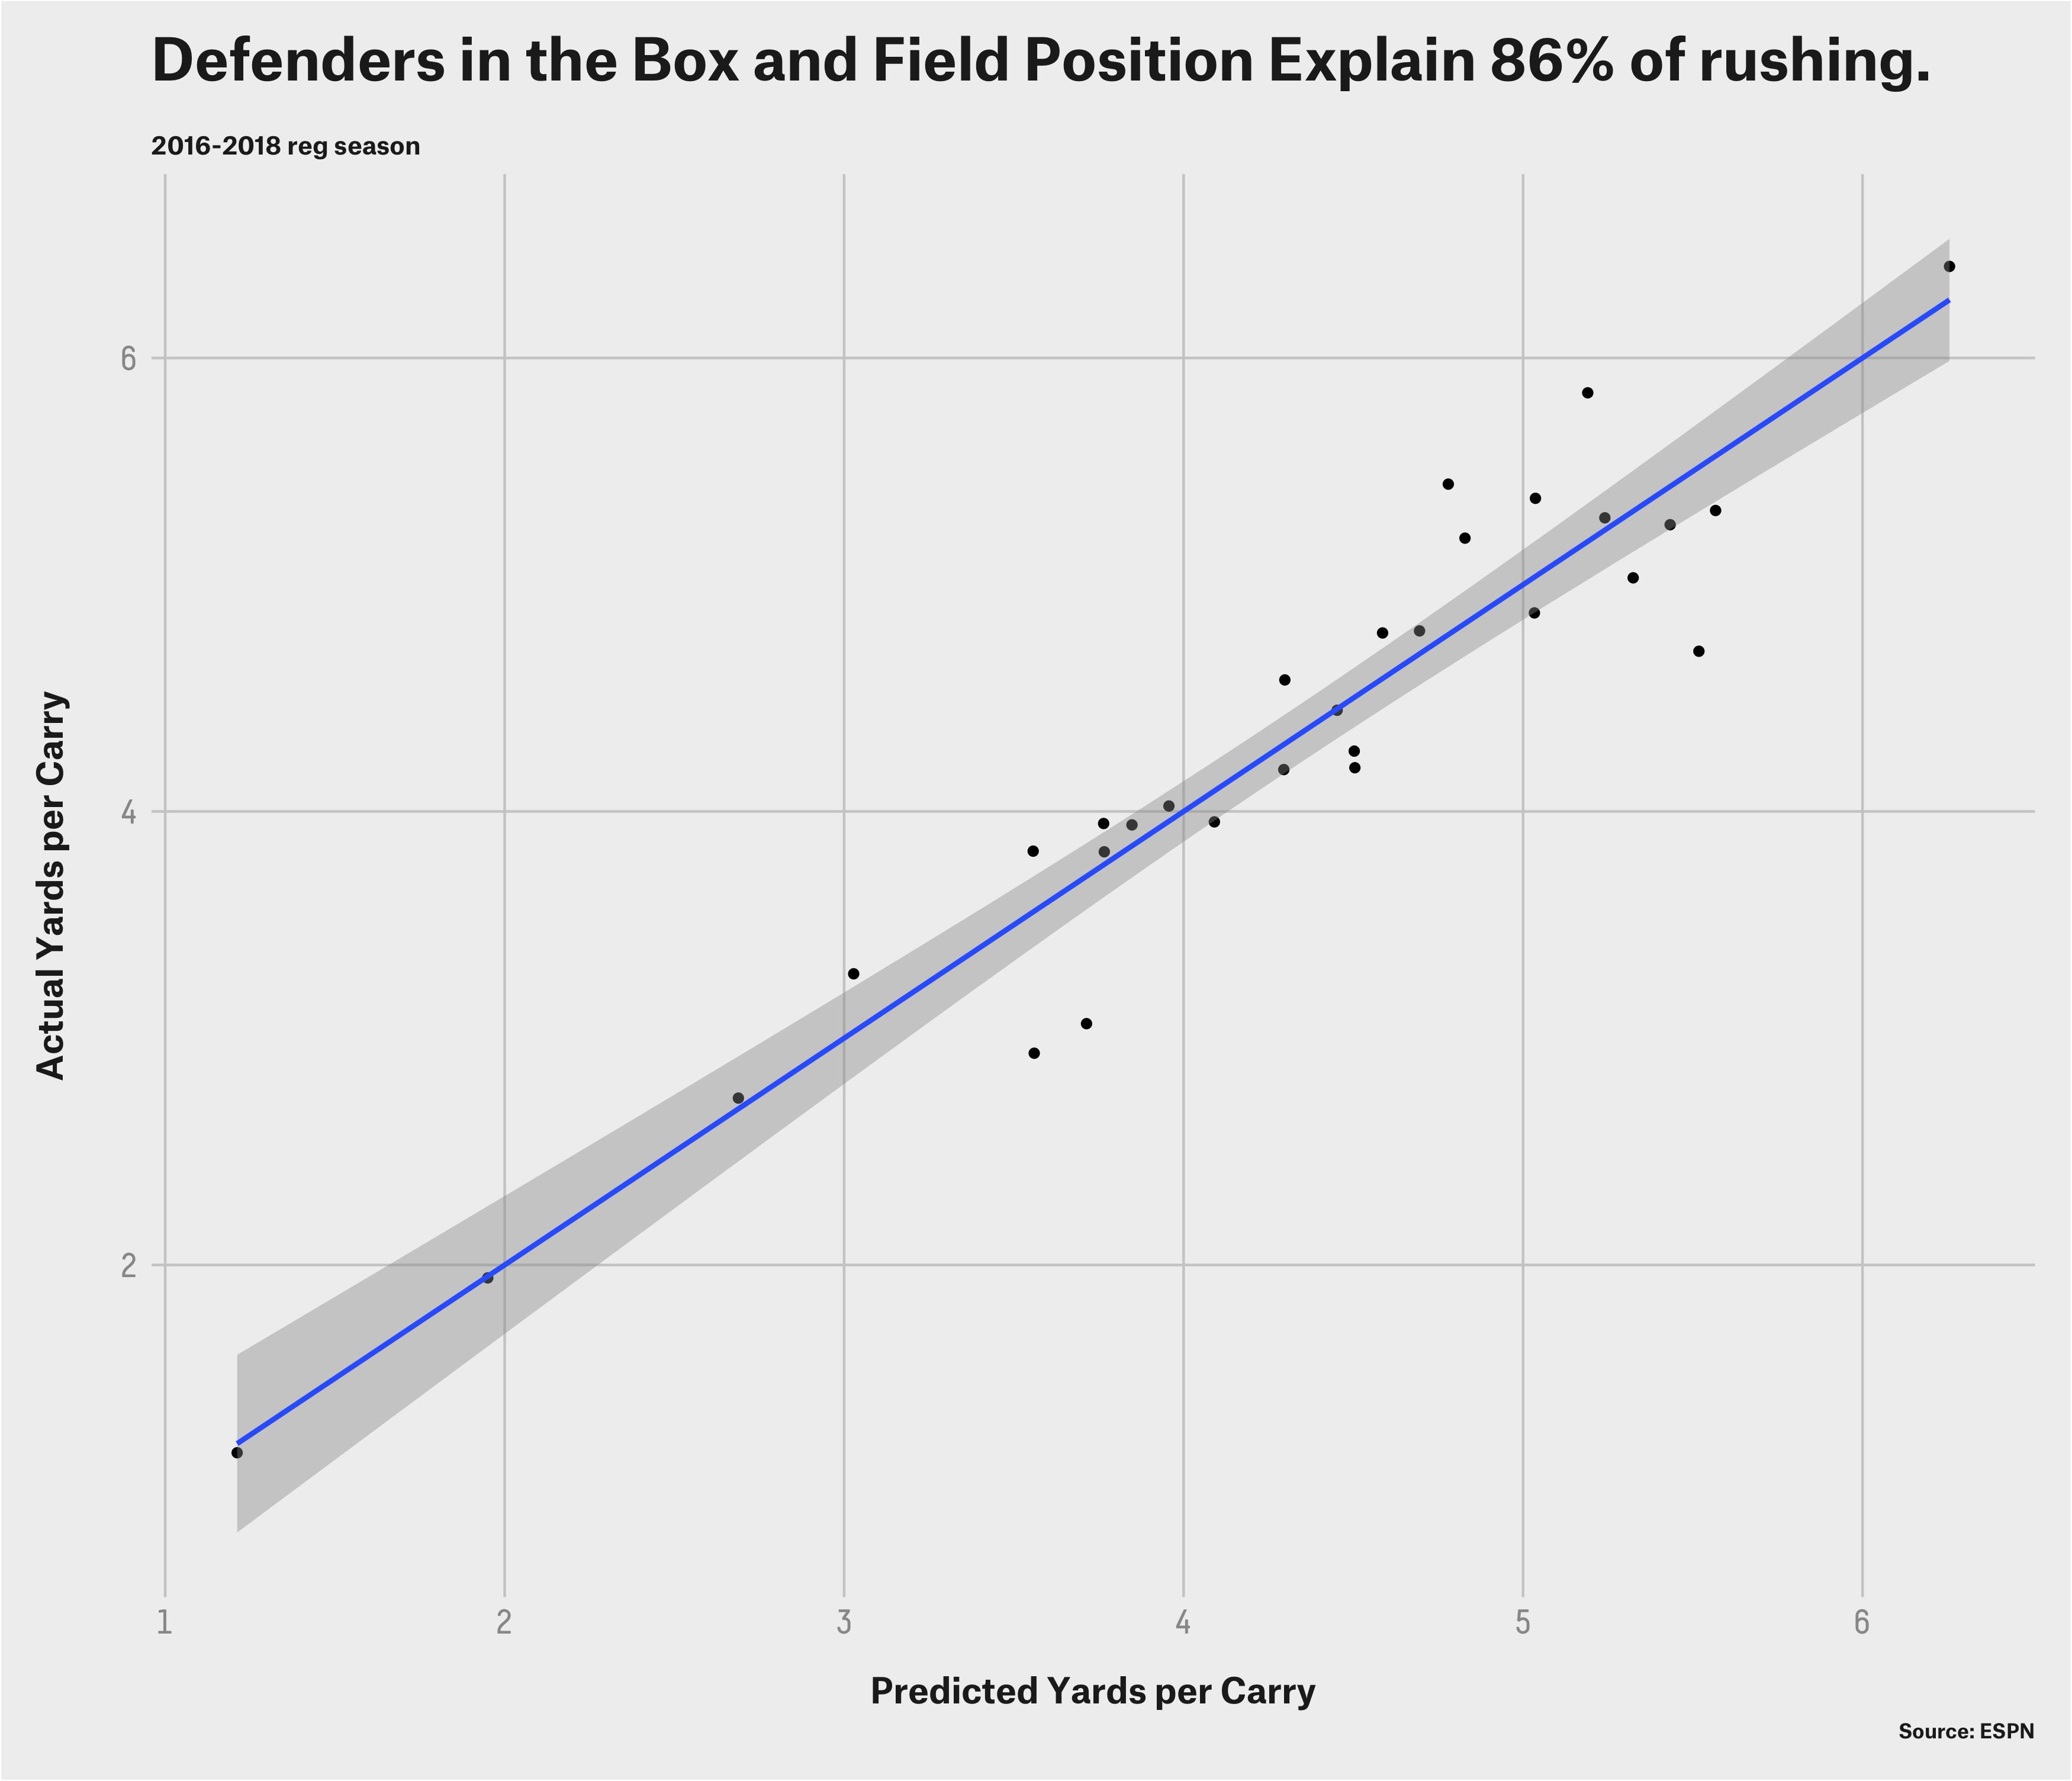 Defenders in the Box and Field Position Explain 86% of rushing.
2016-2018 reg season
Actual Yards per Carry
6
4
2
1 2 3 4 5 6
Predicted Yards per Carry
Source: ESPN